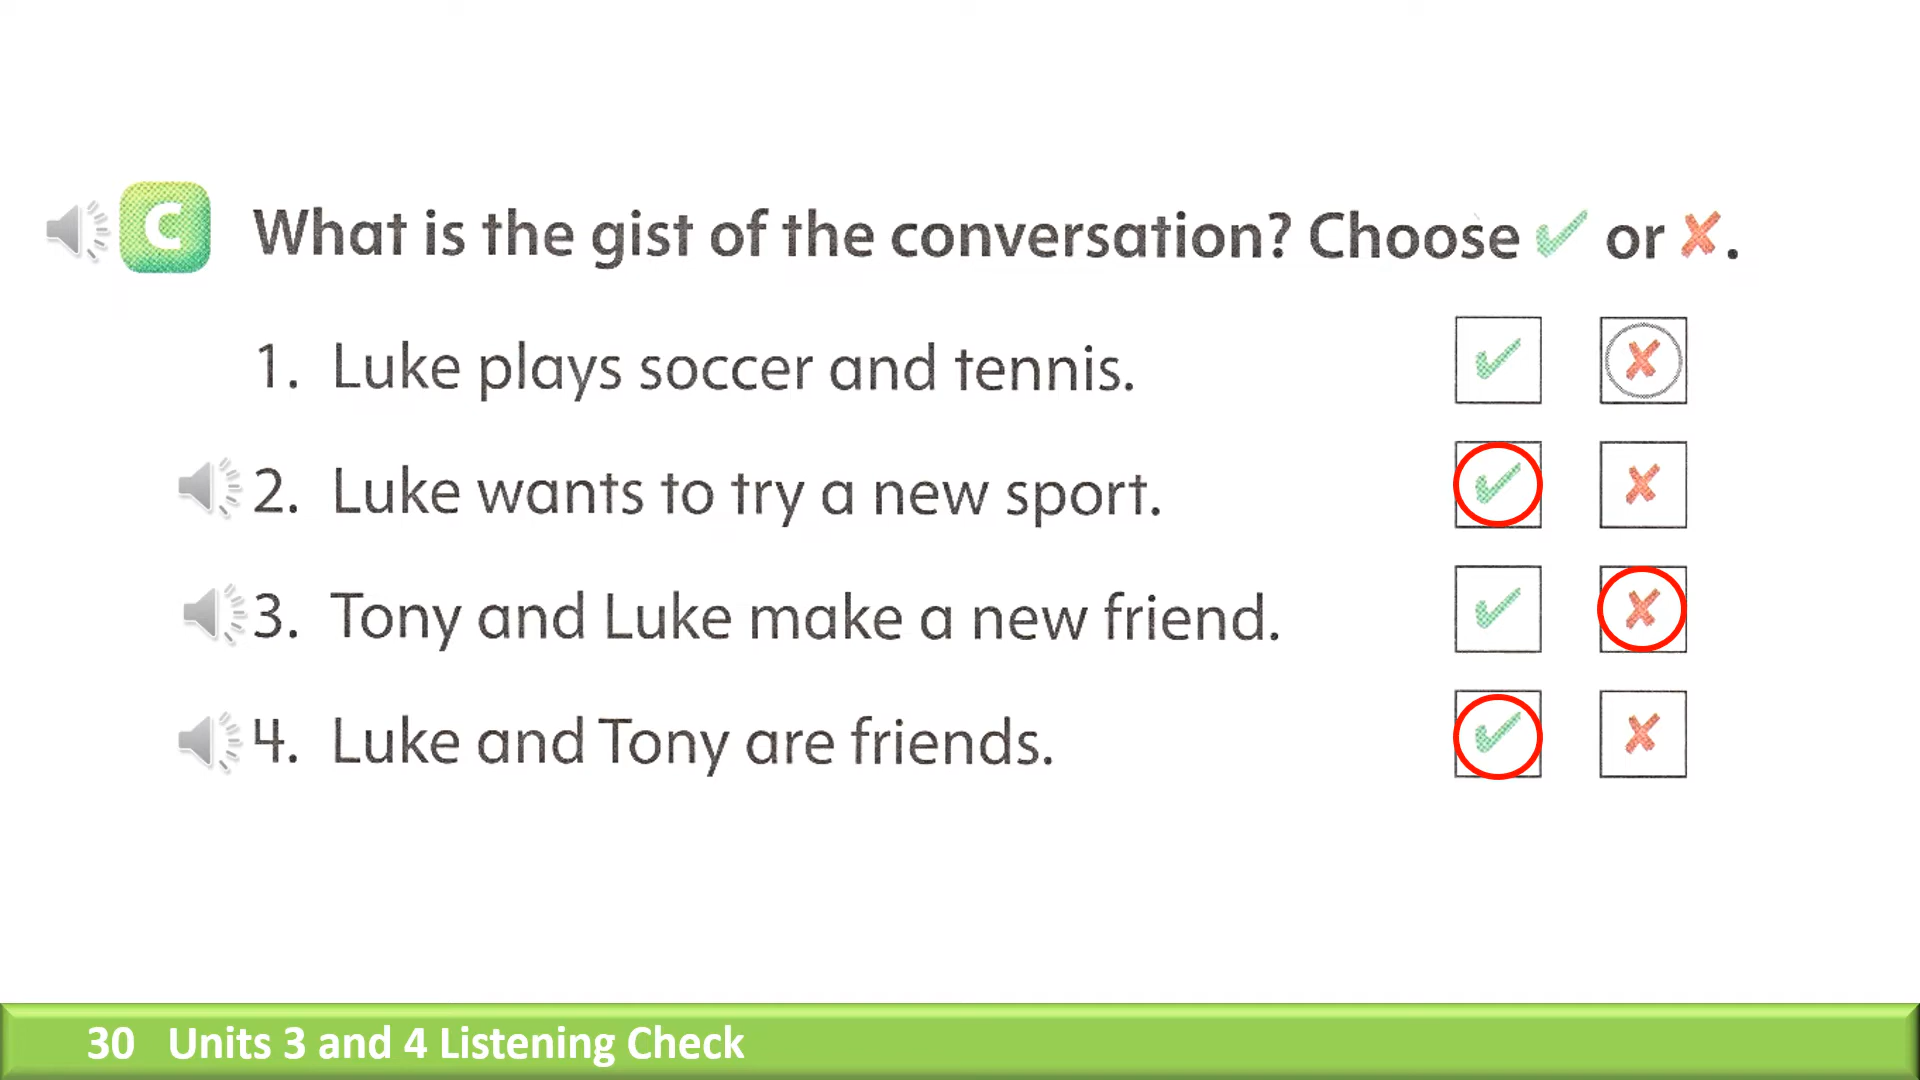 C What is the gist of the conversation? Choose ✔ or ✘.
1. Luke plays soccer and tennis. ✔ ✘
2. Luke wants to try a new sport. ✔ ✘
3. Tony and Luke make a new friend. ✔ ✘
4. Luke and Tony are friends. ✔ ✘
30 Units 3 and 4 Listening Check